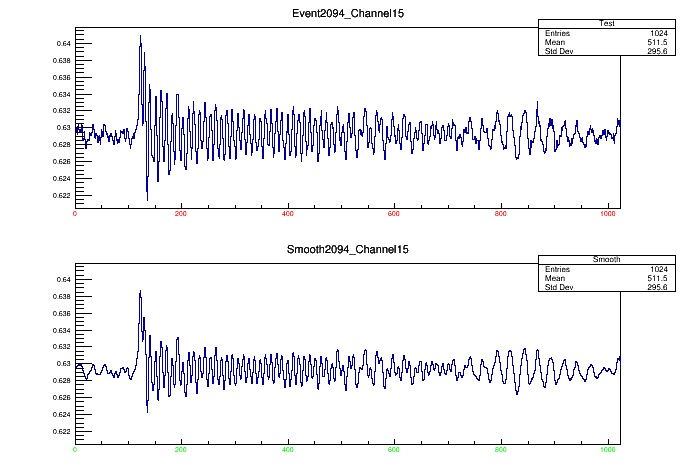 Event2094_Channel15
Test
Entries 1024
Mean 511.5
Std Dev 295.6
0.64
0.638
0.636
0.634
0.632
0.63
0.628
0.626
0.624
0.622
0 200 400 600 800 1000
Smooth2094_Channel15
Smooth
Entries 1024
Mean 511.5
Std Dev 295.6
0.64
0.638
0.636
0.634
0.632
0.63
0.628
0.626
0.624
0.622
0 200 400 600 800 1000